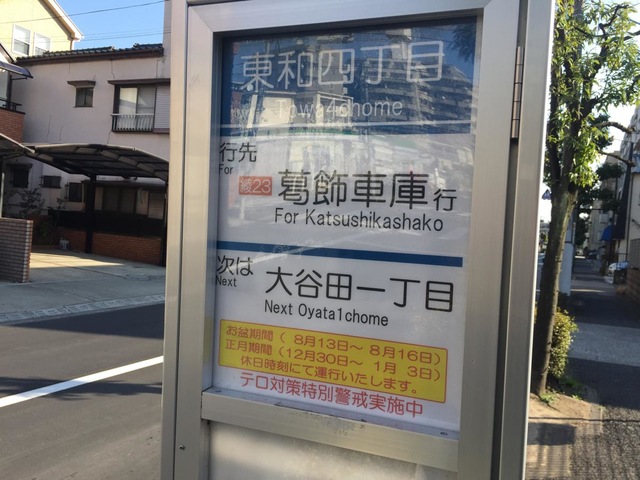 東和四丁目
Towa4chome
行先
For
綾23 葛飾車庫行
For Katsushikashako
次は
Next
大谷田一丁目
Next Oyata1chome
お盆期間（ 8月13日～ 8月16日）
正月期間（12月30日～ 1月 3日）
休日時刻にて運行いたします。
テロ対策特別警戒実施中